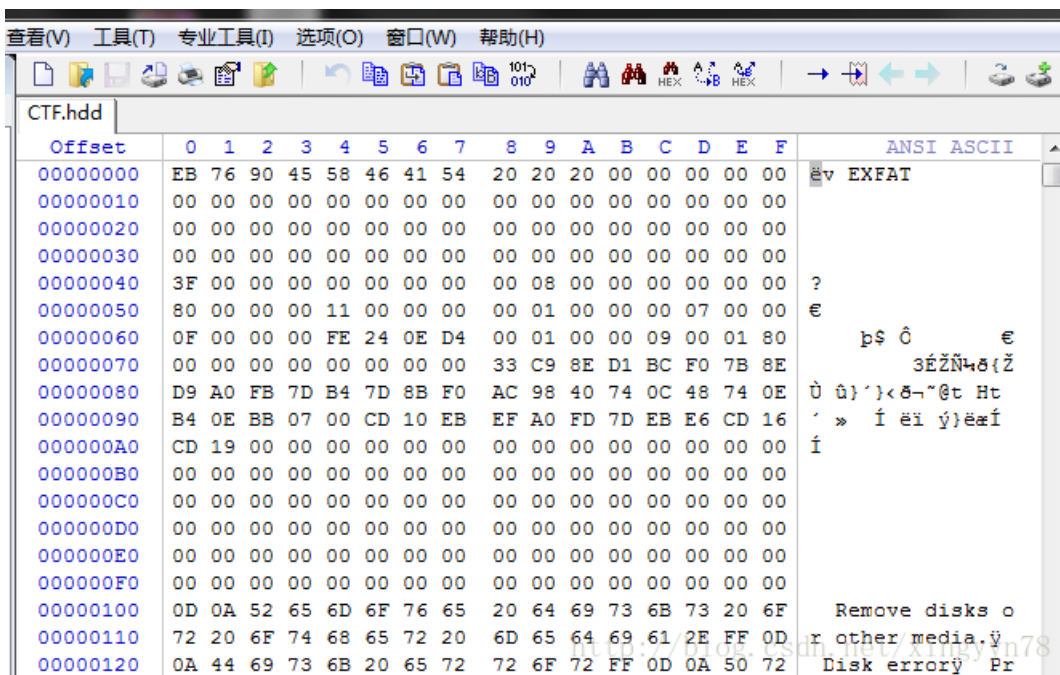 查看(V) 工具(T) 专业工具(I) 选项(O) 窗口(W) 帮助(H)
CTF.hdd
Offset 0 1 2 3 4 5 6 7 8 9 A B C D E F ANSI ASCII
00000000 EB 76 90 45 58 46 41 54 20 20 20 00 00 00 00 00 ëv EXFAT
00000010 00 00 00 00 00 00 00 00 00 00 00 00 00 00 00 00
00000020 00 00 00 00 00 00 00 00 00 00 00 00 00 00 00 00
00000030 00 00 00 00 00 00 00 00 00 00 00 00 00 00 00 00
00000040 3F 00 00 00 00 00 00 00 00 08 00 00 00 00 00 00 ?
00000050 80 00 00 00 11 00 00 00 00 01 00 00 07 00 00 00 €
00000060 0F 00 00 00 FE 24 0E D4 00 01 00 00 09 00 01 80 þ$ Ô €
00000070 00 00 00 00 00 00 00 00 33 C9 8E D1 BC F0 7B 8E 3ÉŽÑ¼ð{Ž
00000080 D9 A0 FB 7D B4 7D 8B F0 AC 98 40 74 0C 48 74 0E Ù û}´}‹ð¬˜@t Ht
00000090 B4 0E BB 07 00 CD 10 EB EF A0 FD 7D EB E6 CD 16 ´ » Í ëï ý}ëæÍ
000000A0 CD 19 00 00 00 00 00 00 00 00 00 00 00 00 00 00 Í
000000B0 00 00 00 00 00 00 00 00 00 00 00 00 00 00 00 00
000000C0 00 00 00 00 00 00 00 00 00 00 00 00 00 00 00 00
000000D0 00 00 00 00 00 00 00 00 00 00 00 00 00 00 00 00
000000E0 00 00 00 00 00 00 00 00 00 00 00 00 00 00 00 00
000000F0 00 00 00 00 00 00 00 00 00 00 00 00 00 00 00 00
00000100 0D 0A 52 65 6D 6F 76 65 20 64 69 73 6B 73 20 6F Remove disks o
00000110 72 20 6F 74 68 65 72 20 6D 65 64 69 61 2E FF 0D r other media.ÿ
00000120 0A 44 69 73 6B 20 65 72 72 6F 72 FF 0D 0A 50 72 Disk errorÿ Pr